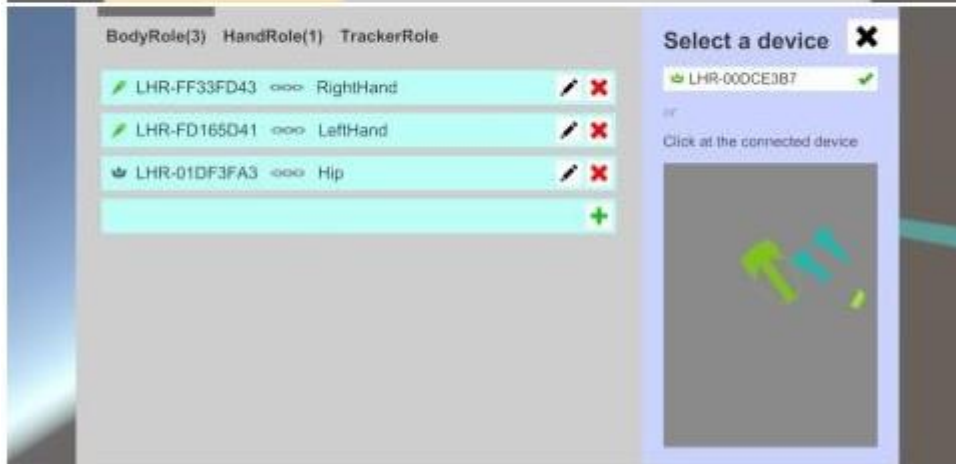 BodyRole(3) HandRole(1) TrackerRole
LHR-FF33FD43 RightHand
LHR-FD165D41 LeftHand
LHR-01DF3FA3 Hip
Select a device
LHR-00DCE3B7
or
Click at the connected device